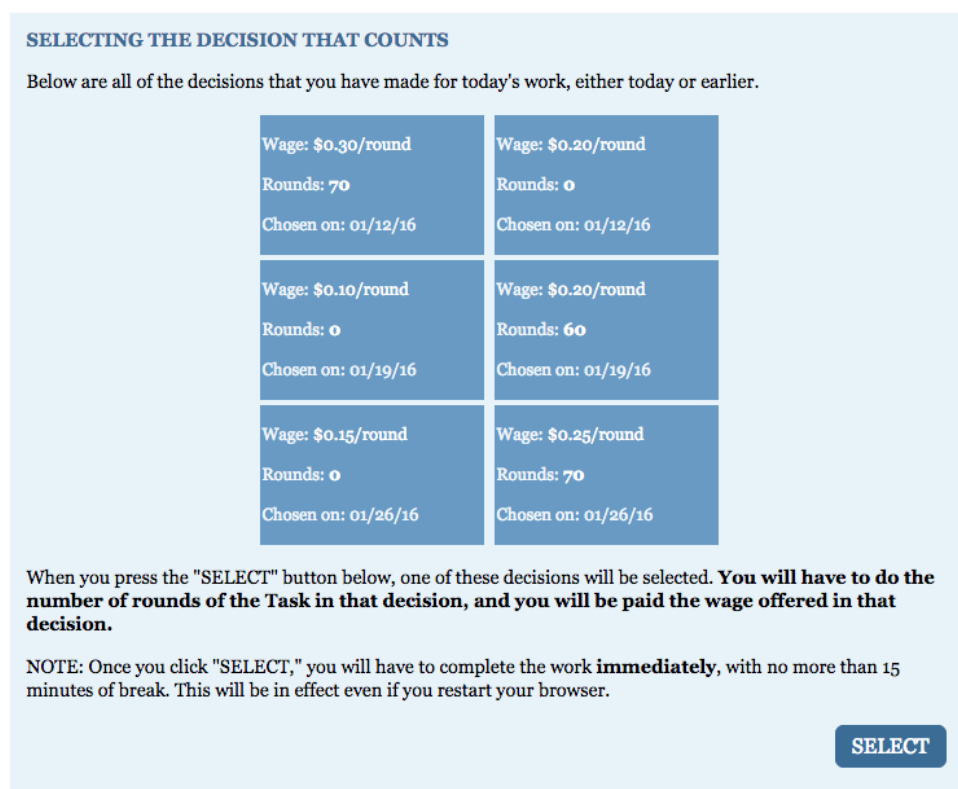 SELECTING THE DECISION THAT COUNTS
Below are all of the decisions that you have made for today's work, either today or earlier.
Wage: $0.30/round
Rounds: 70
Chosen on: 01/12/16
Wage: $0.20/round
Rounds: 0
Chosen on: 01/12/16
Wage: $0.10/round
Rounds: 0
Chosen on: 01/19/16
Wage: $0.20/round
Rounds: 60
Chosen on: 01/19/16
Wage: $0.15/round
Rounds: 0
Chosen on: 01/26/16
Wage: $0.25/round
Rounds: 70
Chosen on: 01/26/16
When you press the "SELECT" button below, one of these decisions will be selected. You will have to do the
number of rounds of the Task in that decision, and you will be paid the wage offered in that
decision.
NOTE: Once you click "SELECT," you will have to complete the work immediately, with no more than 15
minutes of break. This will be in effect even if you restart your browser.
SELECT